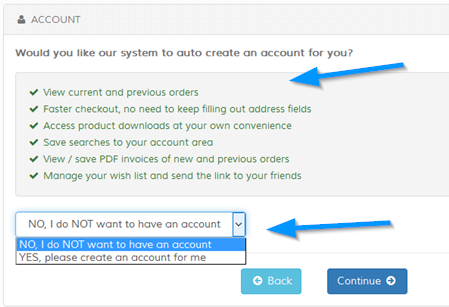 ACCOUNT
Would you like our system to auto create an account for you?
View current and previous orders
Faster checkout, no need to keep filling out address fields
Access product downloads at your own convenience
Save searches to your account area
View / save PDF invoices of new and previous orders
Manage your wish list and send the link to your friends
NO, I do NOT want to have an account
NO, I do NOT want to have an account
YES, please create an account for me
Back
Continue